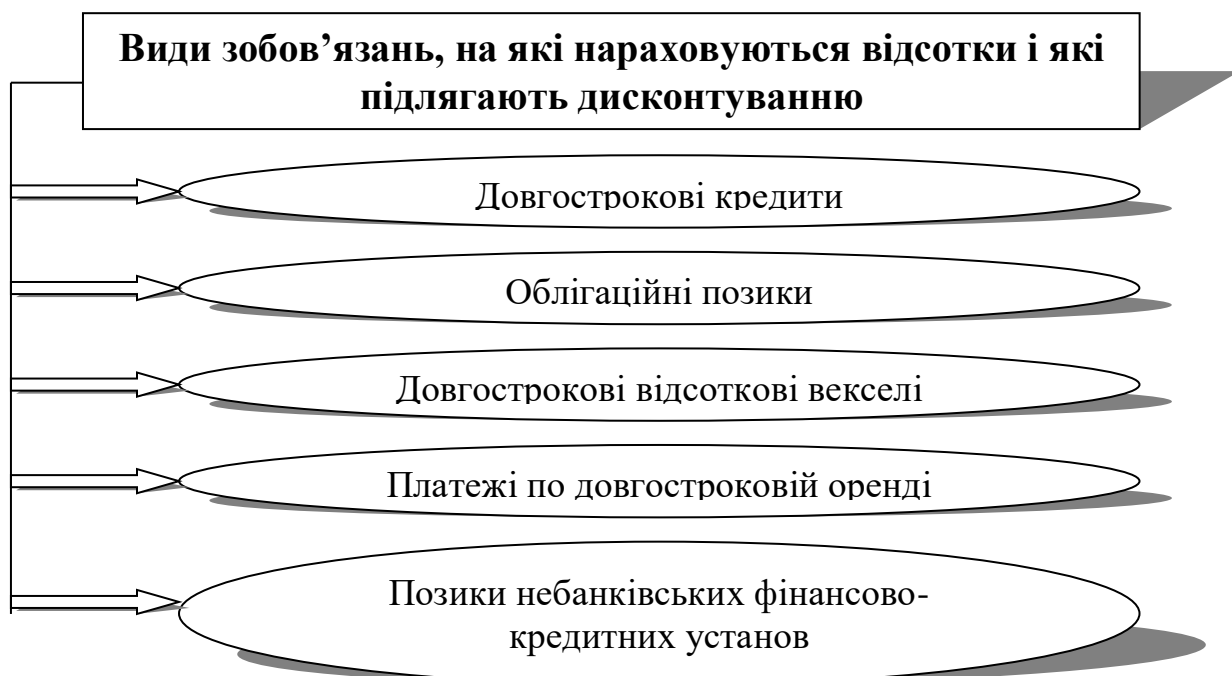 Види зобов’язань, на які нараховуються відсотки і які
підлягають дисконтуванню
Довгострокові кредити
Облігаційні позики
Довгострокові відсоткові векселі
Платежі по довгостроковій оренді
Позики небанківських фінансово-
кредитних установ